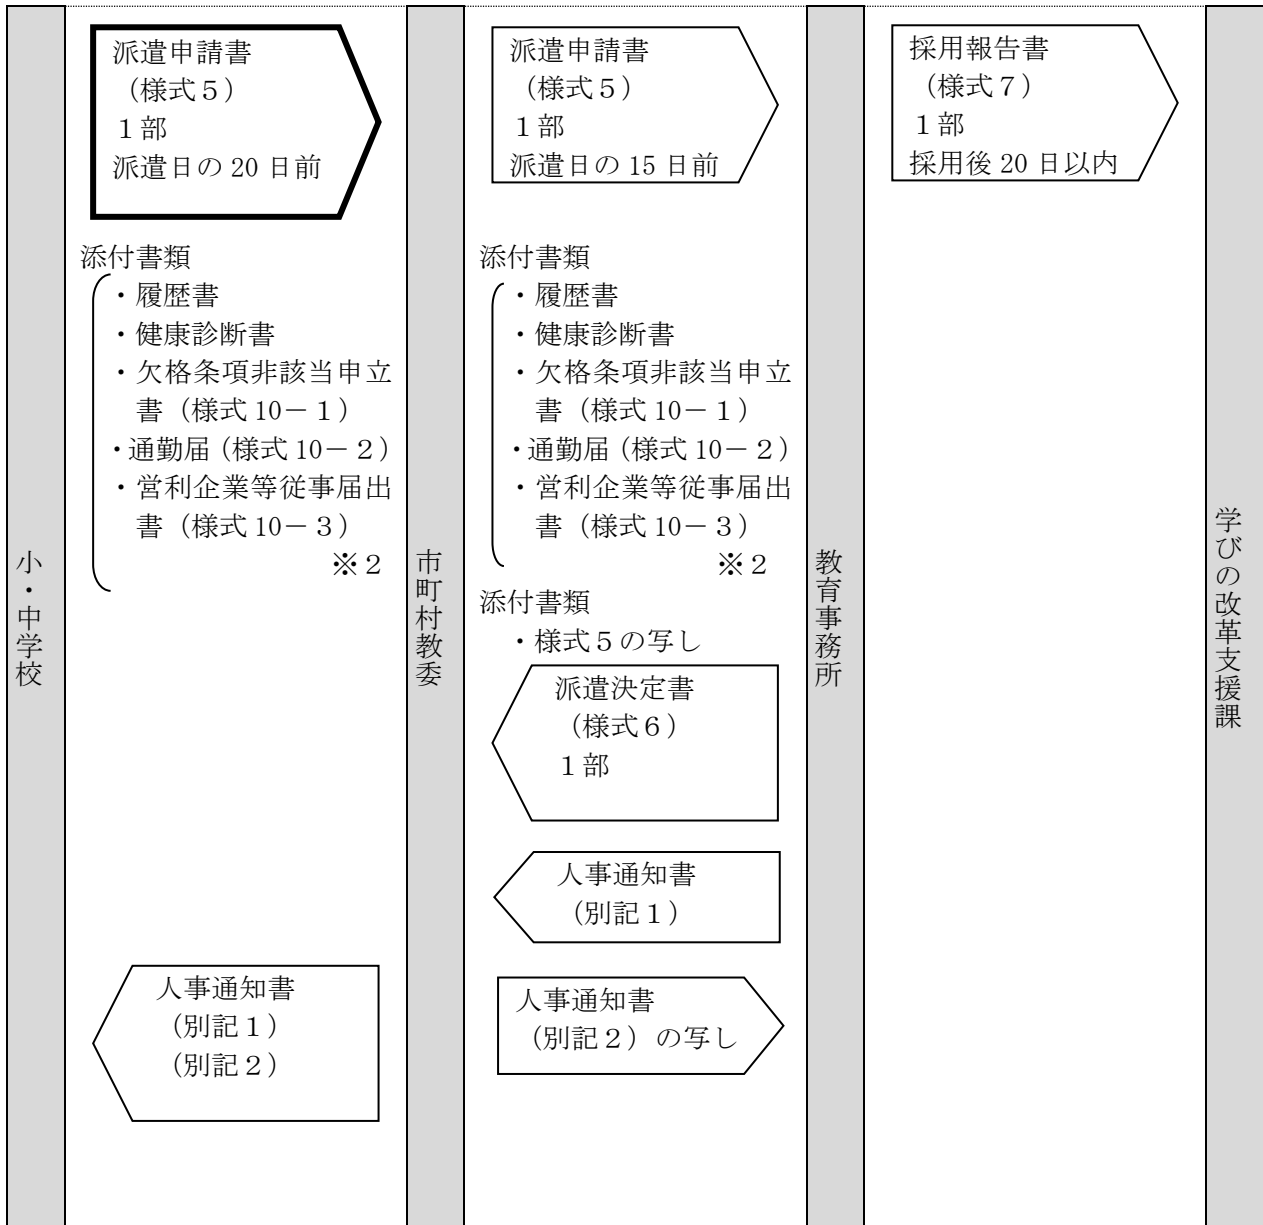 小・中学校
派遣申請書
（様式５）
１部
派遣日の 20 日前
添付書類
・履歴書
・健康診断書
・欠格条項非該当申立
書（様式 10－１）
・通勤届（様式 10－２）
・営利企業等従事届出
書（様式 10－３）
※２
人事通知書
（別記１）
（別記２）
市町村教委
派遣申請書
（様式５）
１部
派遣日の 15 日前
添付書類
・履歴書
・健康診断書
・欠格条項非該当申立
書（様式 10－１）
・通勤届（様式 10－２）
・営利企業等従事届出
書（様式 10－３）
※２
添付書類
・様式５の写し
派遣決定書
（様式６）
１部
人事通知書
（別記１）
人事通知書
（別記２）の写し
教育事務所
採用報告書
（様式７）
１部
採用後 20 日以内
学びの改革支援課